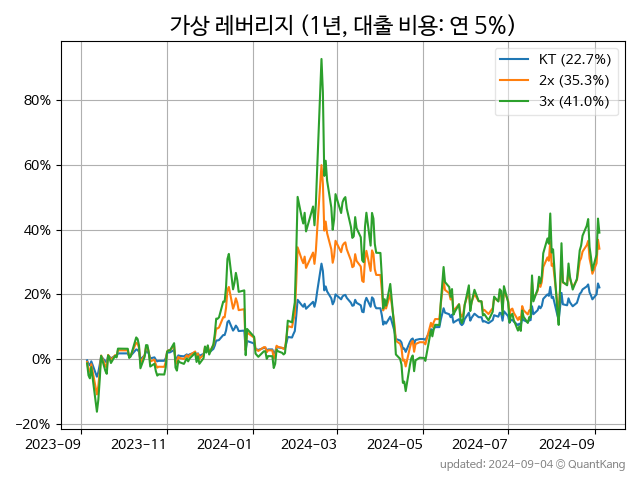 가상 레버리지 (1년, 대출 비용: 연 5%)
KT (22.7%)
2x (35.3%)
3x (41.0%)
80%
60%
40%
20%
0%
−20%
2023-09 2023-11 2024-01 2024-03 2024-05 2024-07 2024-09
updated: 2024-09-04 © QuantKang